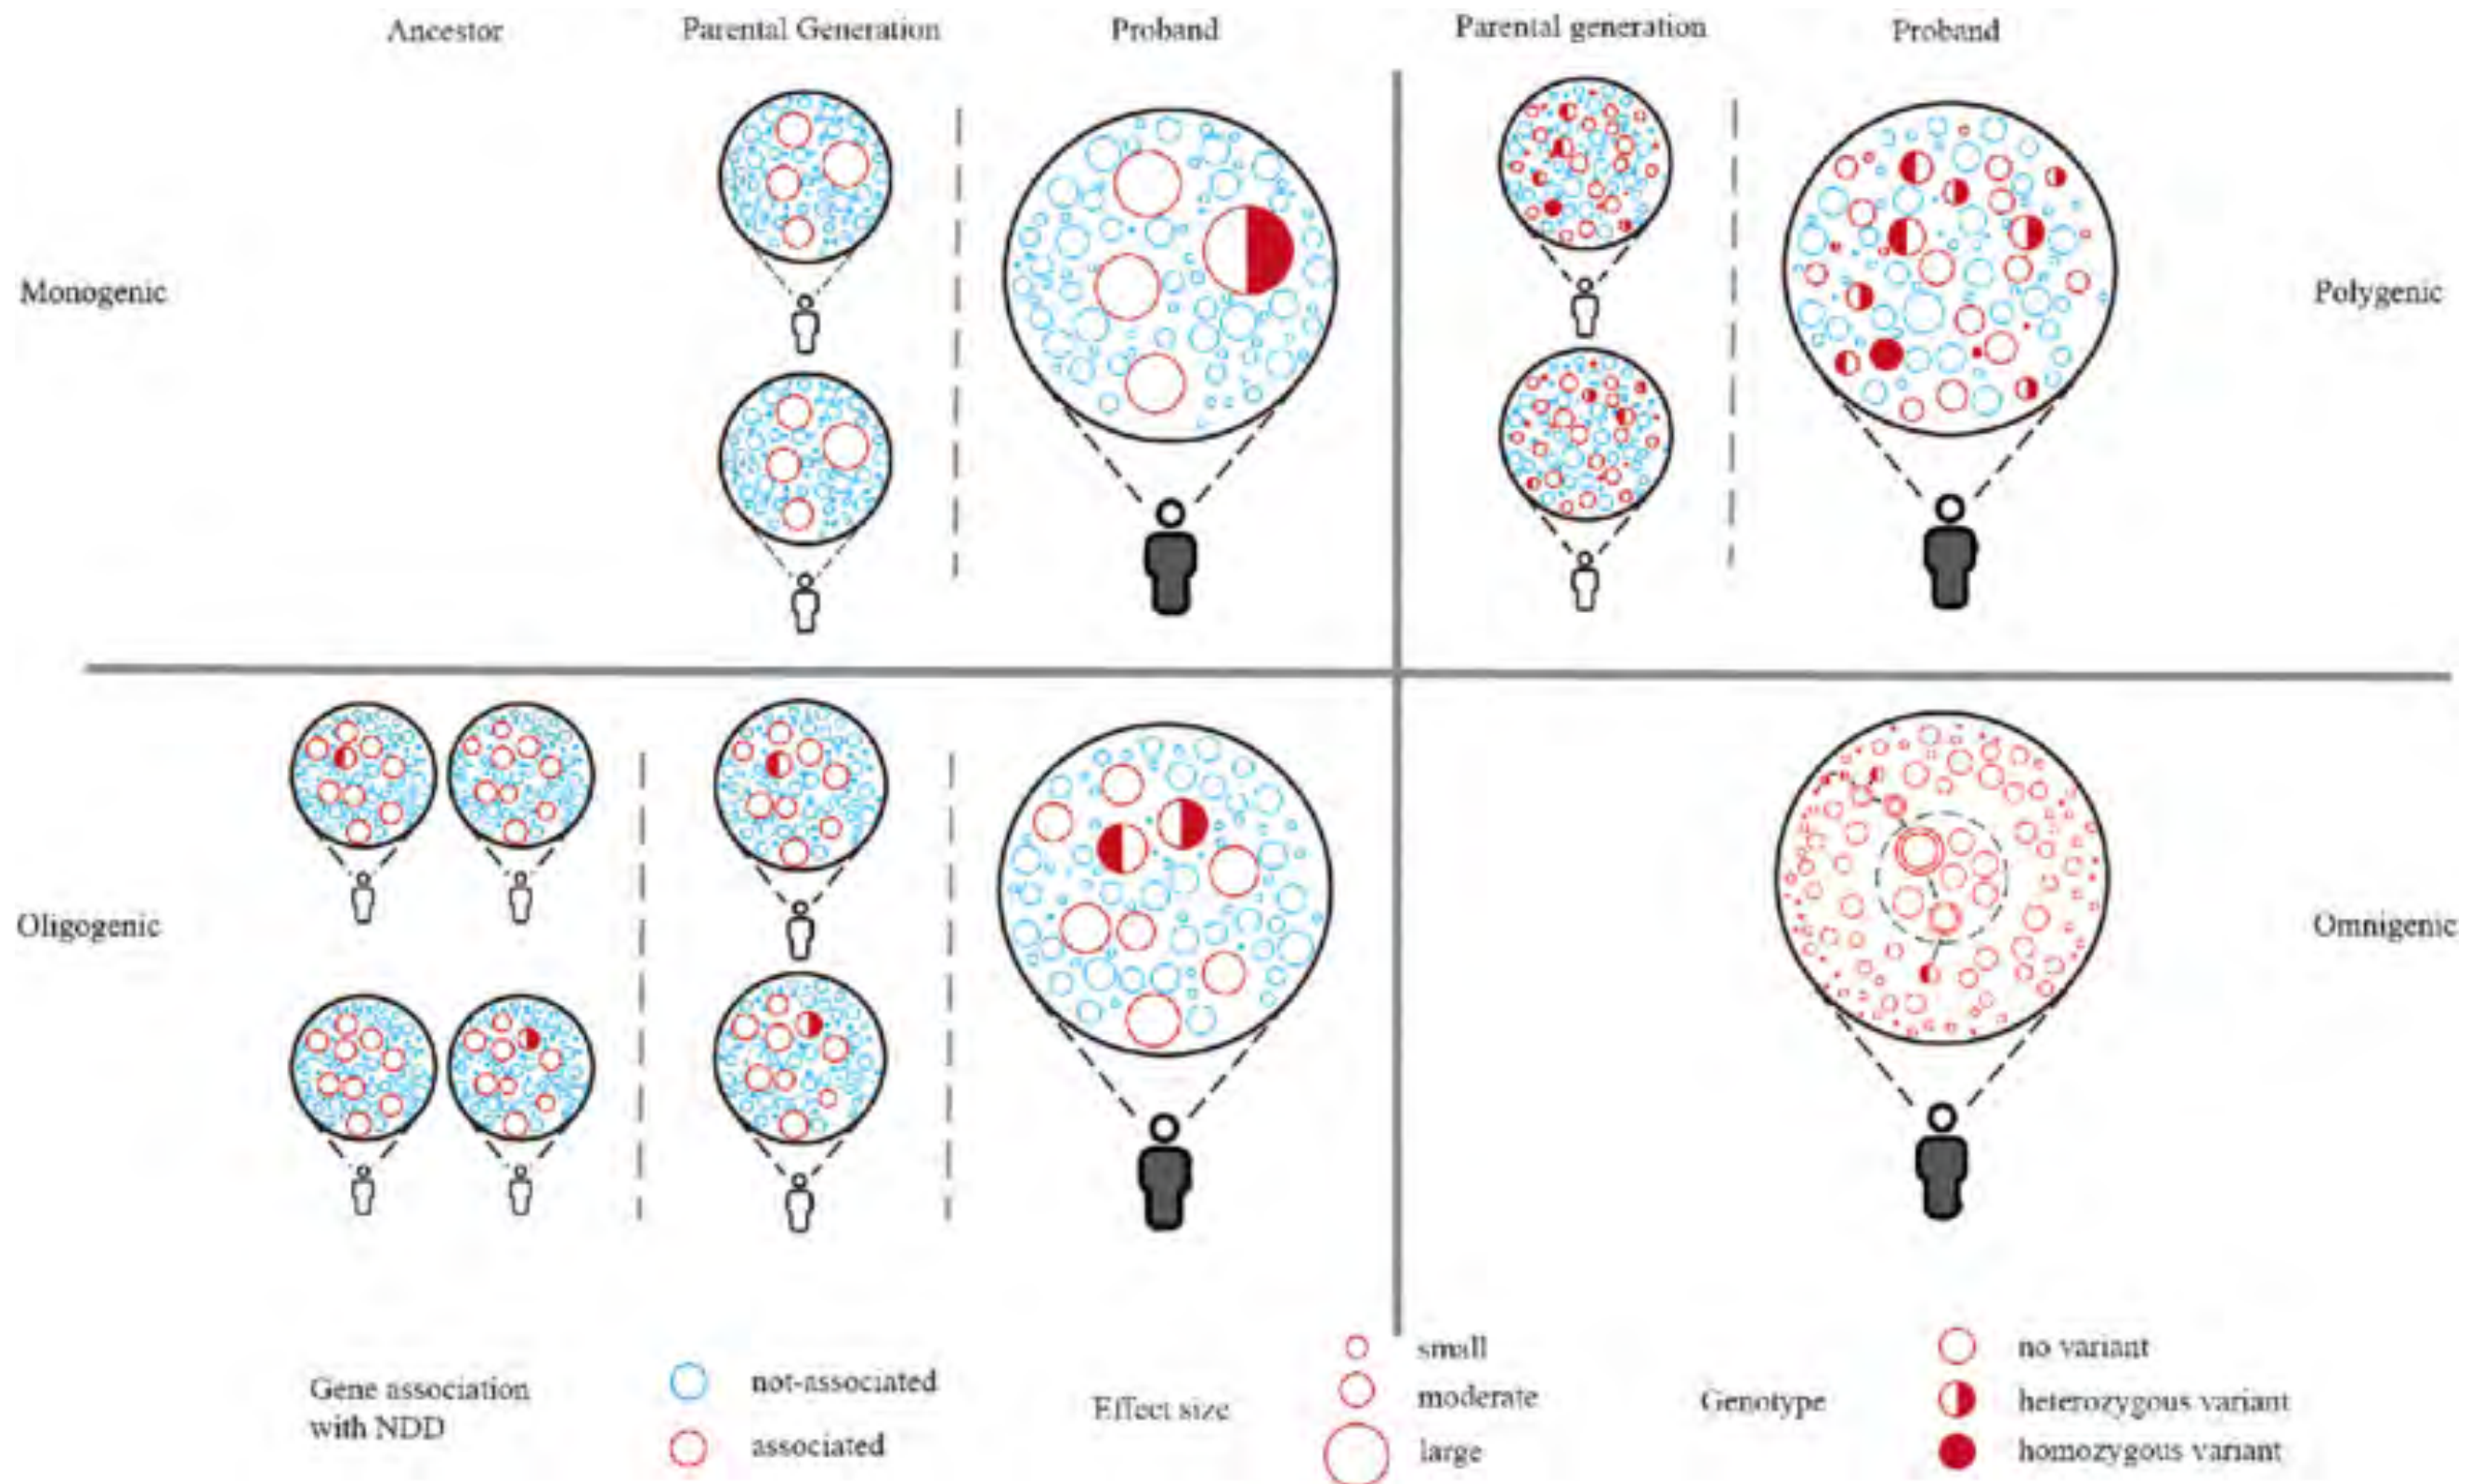 Ancestor
Parental Generation
Proband
Parental generation
Proband
Monogenic
Polygenic
Oligogenic
Omnigenic
Gene association
with NDD
not-associated
associated
Effect size
small
moderate
large
Genotype
no variant
heterozygous variant
homozygous variant